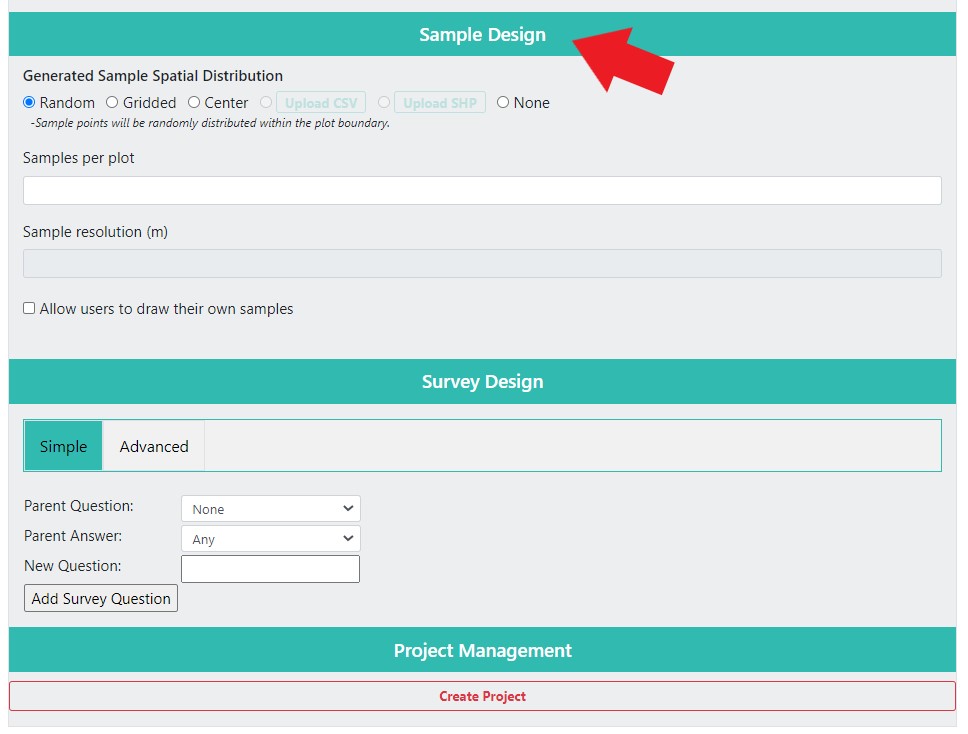 Sample Design
Generated Sample Spatial Distribution
Random Gridded Center Upload CSV Upload SHP None
-Sample points will be randomly distributed within the plot boundary.
Samples per plot
Sample resolution (m)
Allow users to draw their own samples
Survey Design
Simple Advanced
Parent Question: None
Parent Answer: Any
New Question:
Add Survey Question
Project Management
Create Project